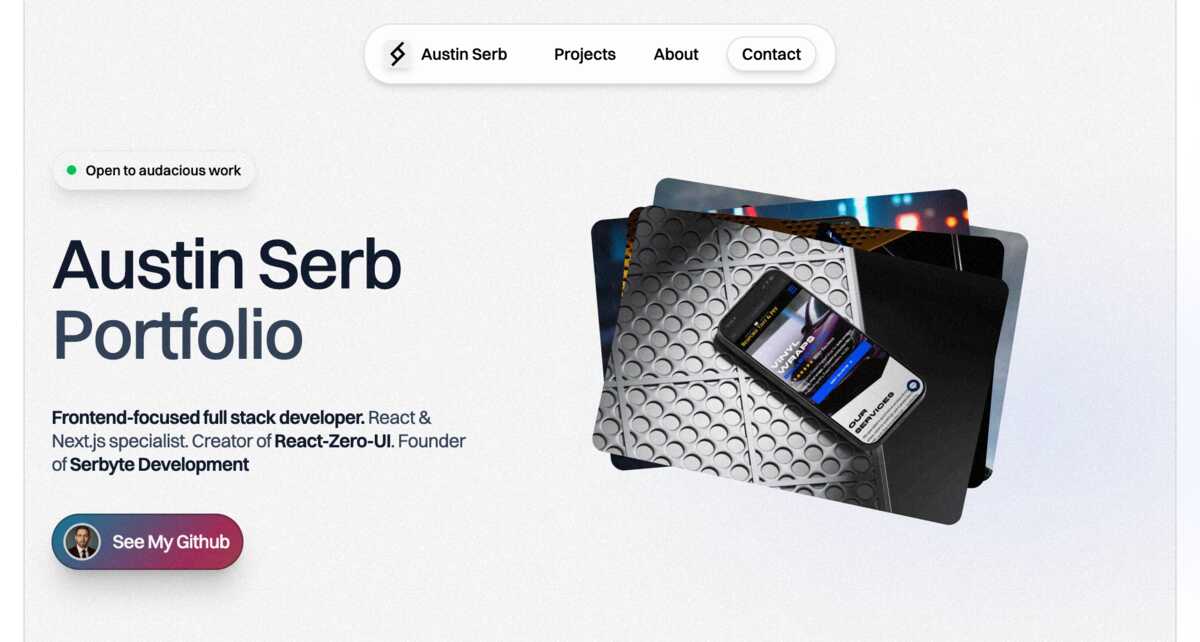 Austin Serb
Projects
About
Contact
Open to audacious work
Austin Serb
Portfolio
Frontend-focused full stack developer. React &
Next.js specialist. Creator of React-Zero-UI. Founder
of Serbyte Development
See My Github
VINYL
WRAPS
OUR
SERVICES